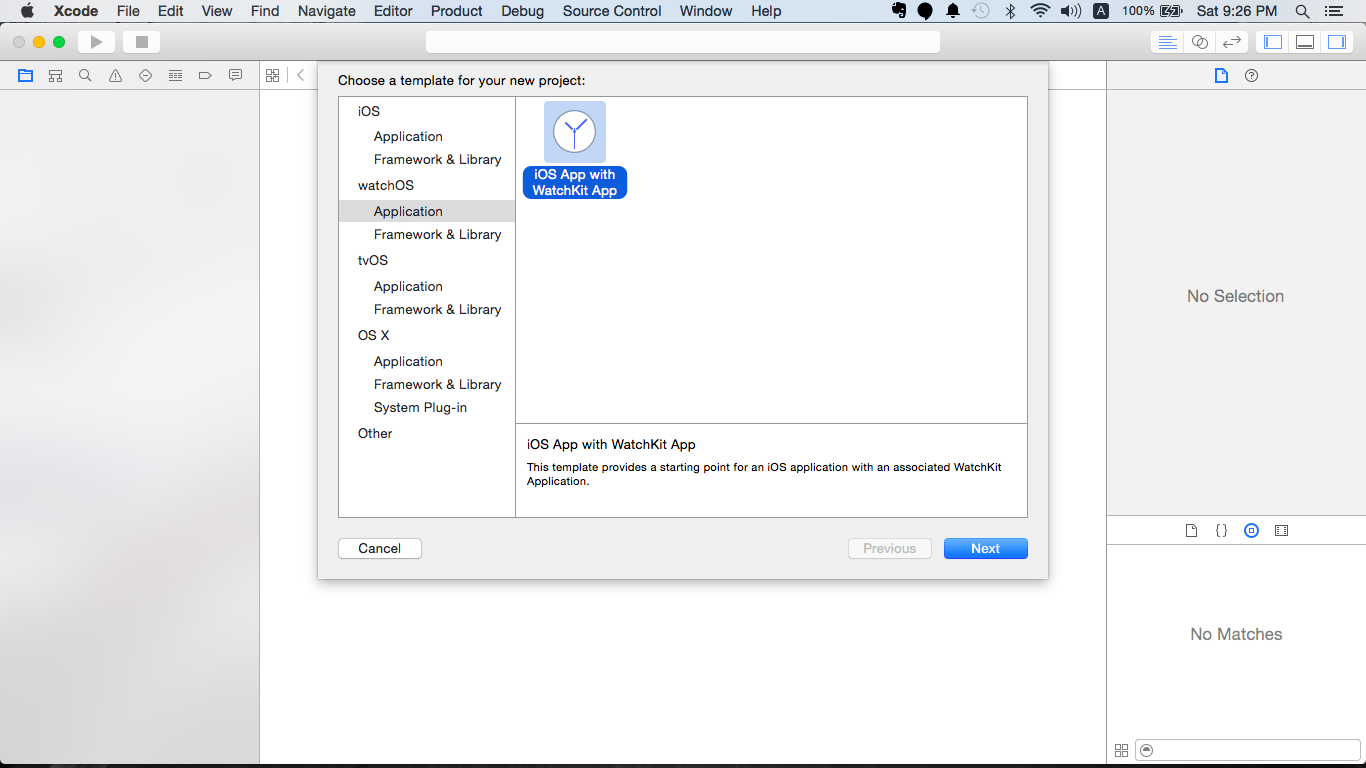 Xcode File Edit View Find Navigate Editor Product Debug Source Control Window Help A 100% Sat 9:26 PM
Choose a template for your new project:
iOS
Application
Framework & Library
watchOS
Application
Framework & Library
tvOS
Application
Framework & Library
OS X
Application
Framework & Library
System Plug-in
Other
iOS App with
WatchKit App
iOS App with WatchKit App
This template provides a starting point for an iOS application with an associated WatchKit
Application.
Cancel
Previous
Next
No Selection
No Matches